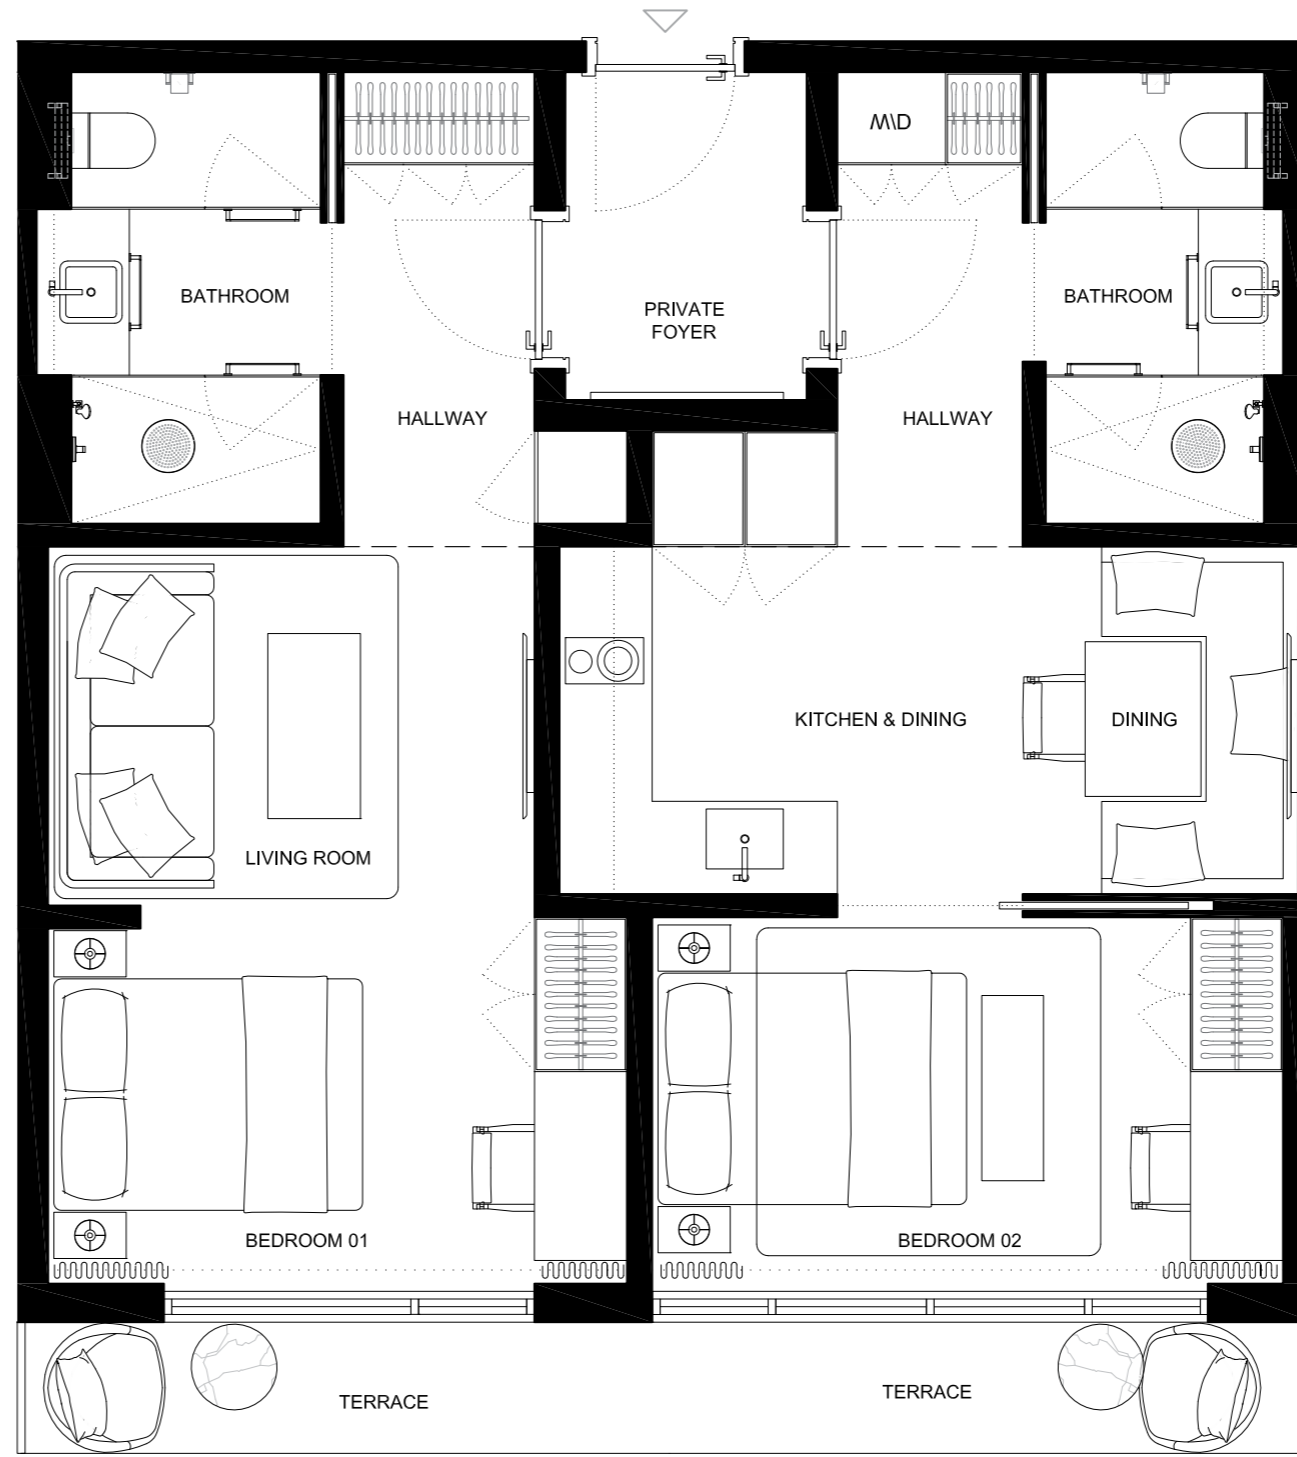 W\D
BATHROOM
PRIVATE
FOYER
BATHROOM
HALLWAY
HALLWAY
KITCHEN & DINING
DINING
LIVING ROOM
BEDROOM 01
BEDROOM 02
TERRACE
TERRACE